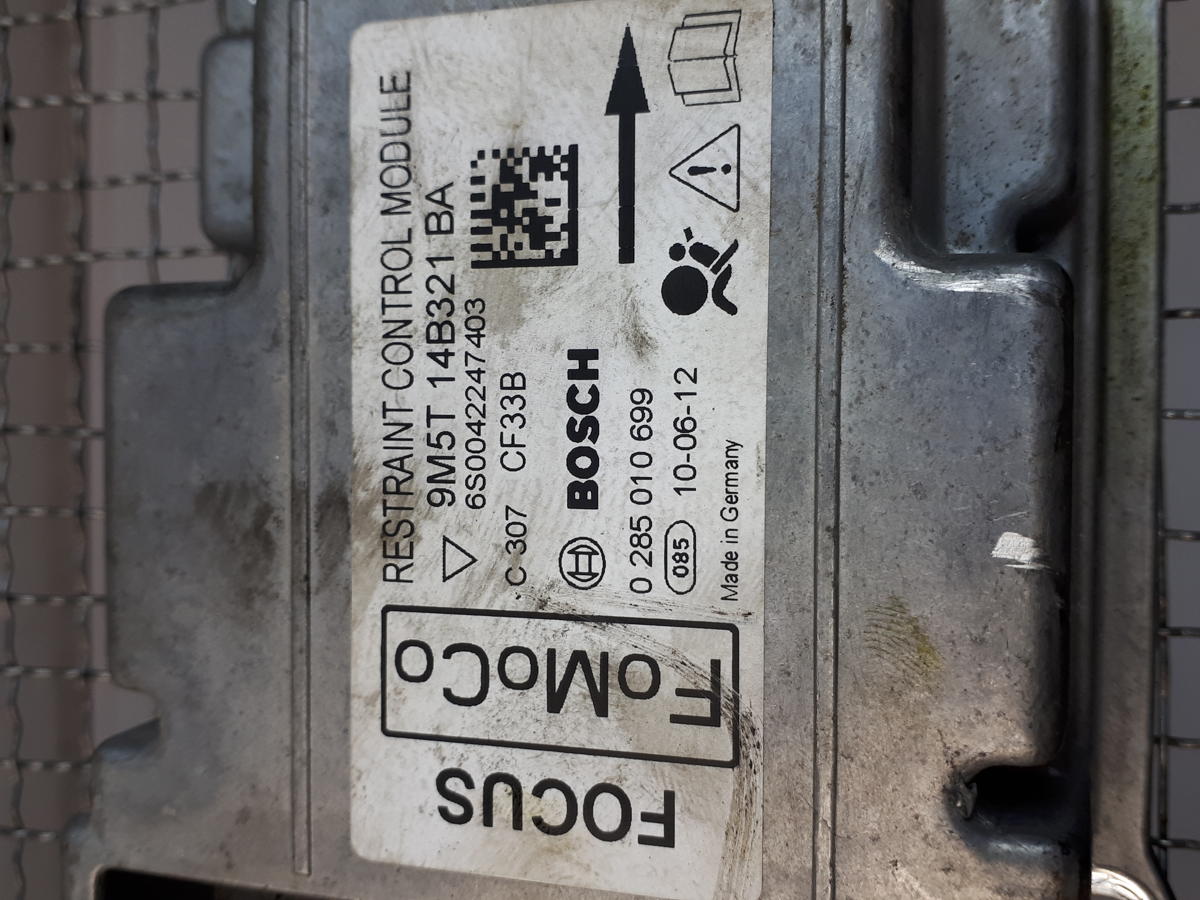 RESTRAINT CONTROL MODULE
9M5T 14B321 BA
6S0042247403
C 307 CF33B
BOSCH
0 285 010 699
085 10-06-12
Made in Germany
FoMoCo
FOCUS